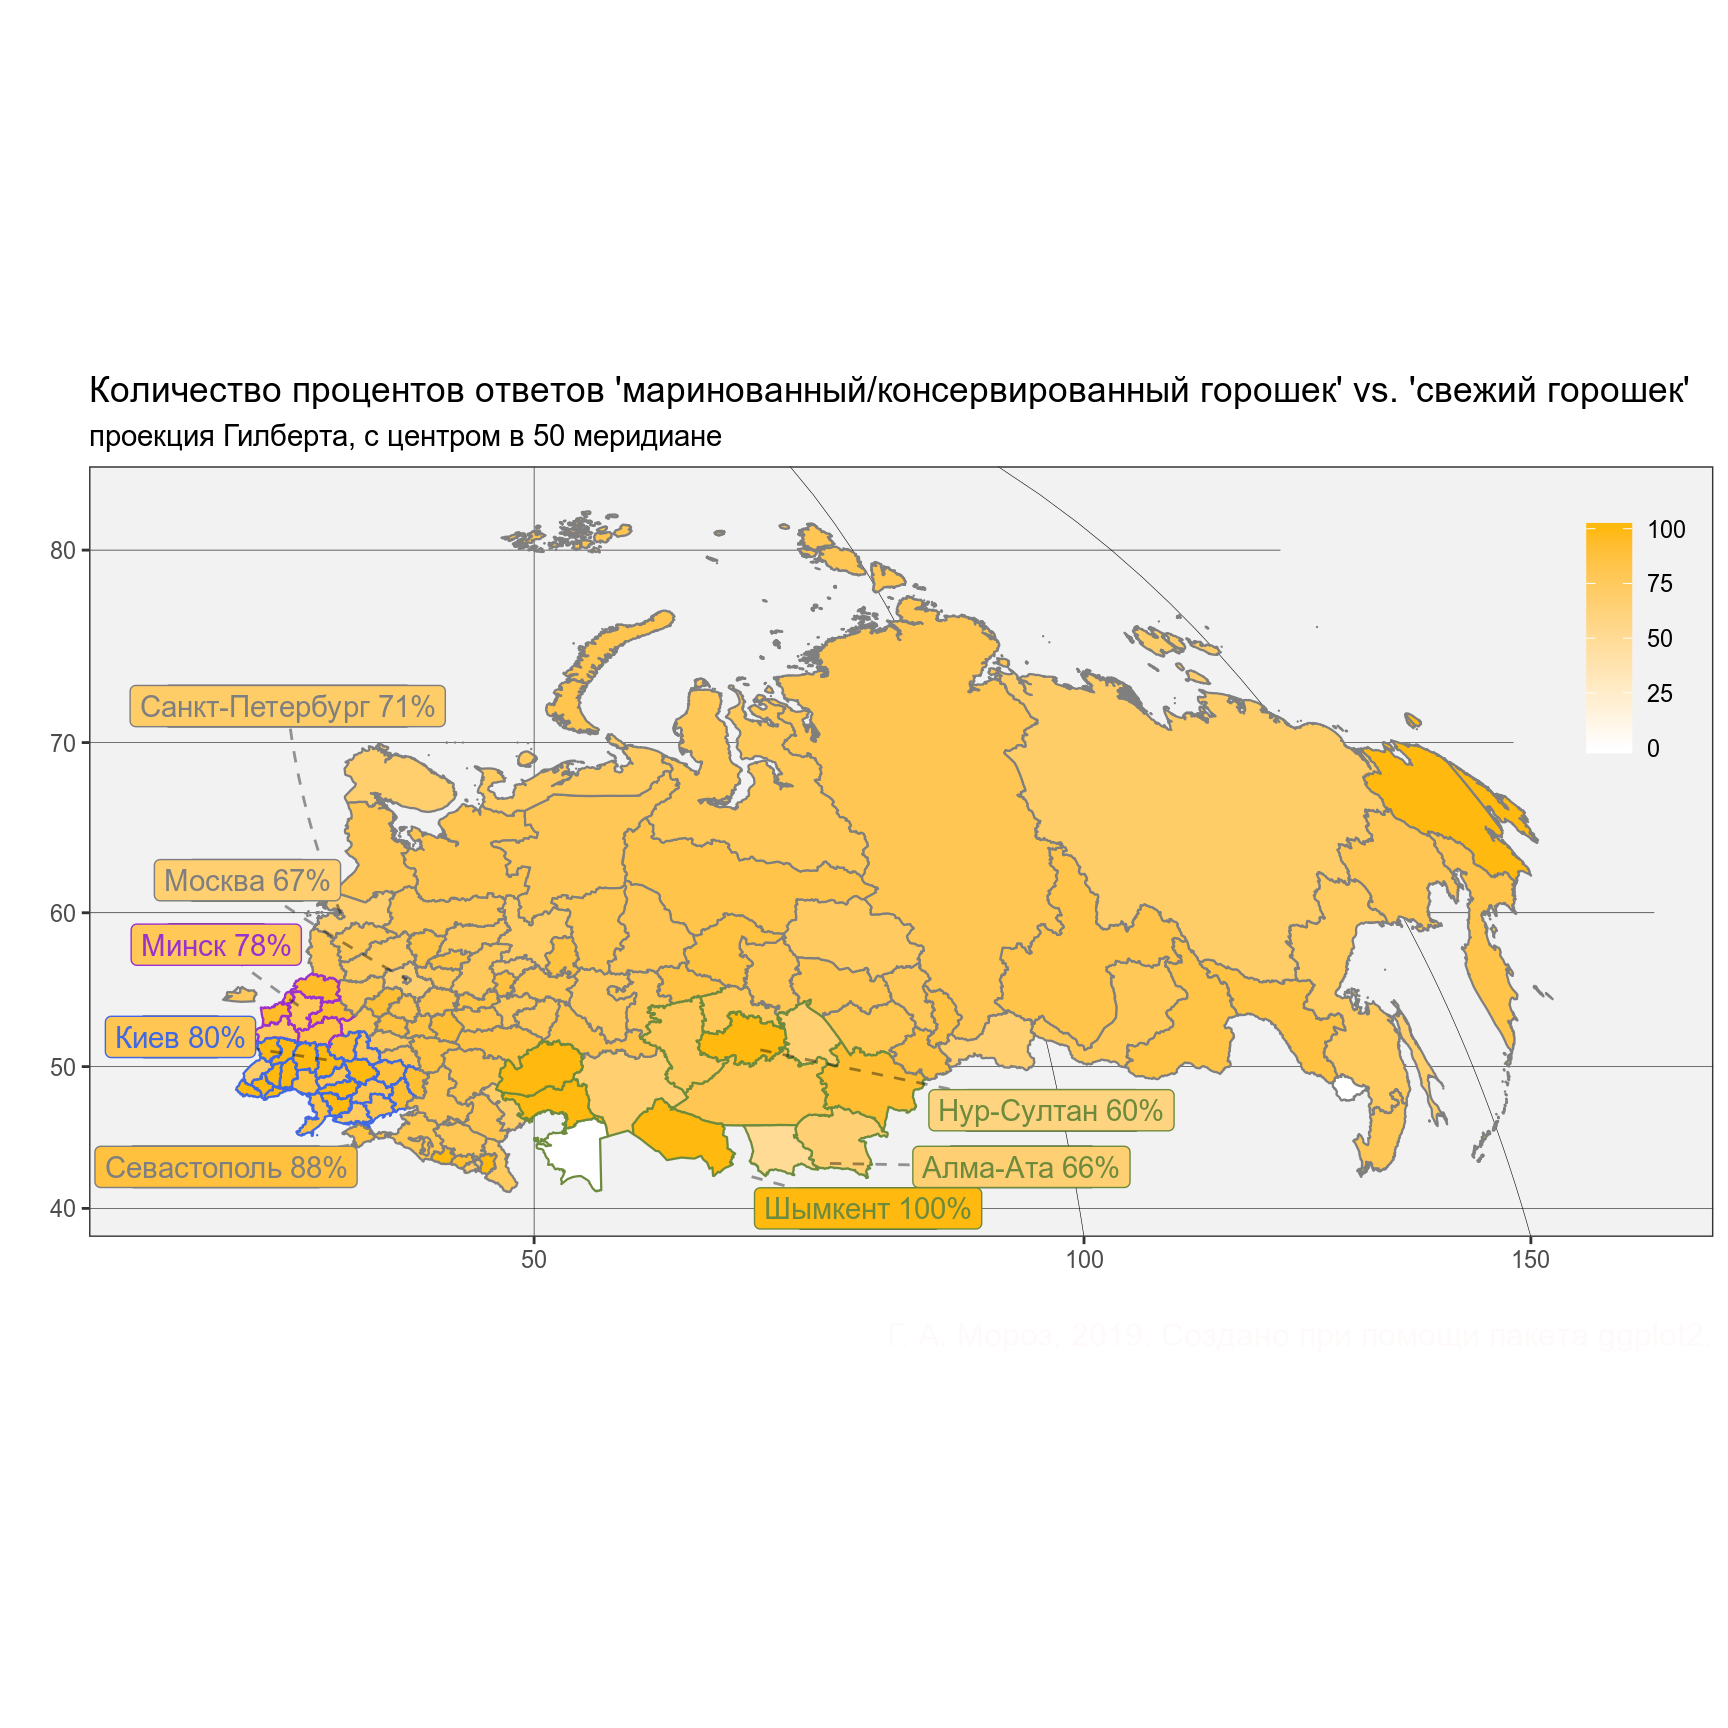 Количество процентов ответов 'маринованный/консервированный горошек' vs. 'свежий горошек'
проекция Гилберта, с центром в 50 меридиане
100
75
50
25
0
80
70
60
50
40
Санкт-Петербург 71%
Москва 67%
Минск 78%
Киев 80%
Севастополь 88%
Нур-Султан 60%
Алма-Ата 66%
Шымкент 100%
50
100
150
Г. А. Мороз, 2019. Создано при помощи пакета ggplot2.